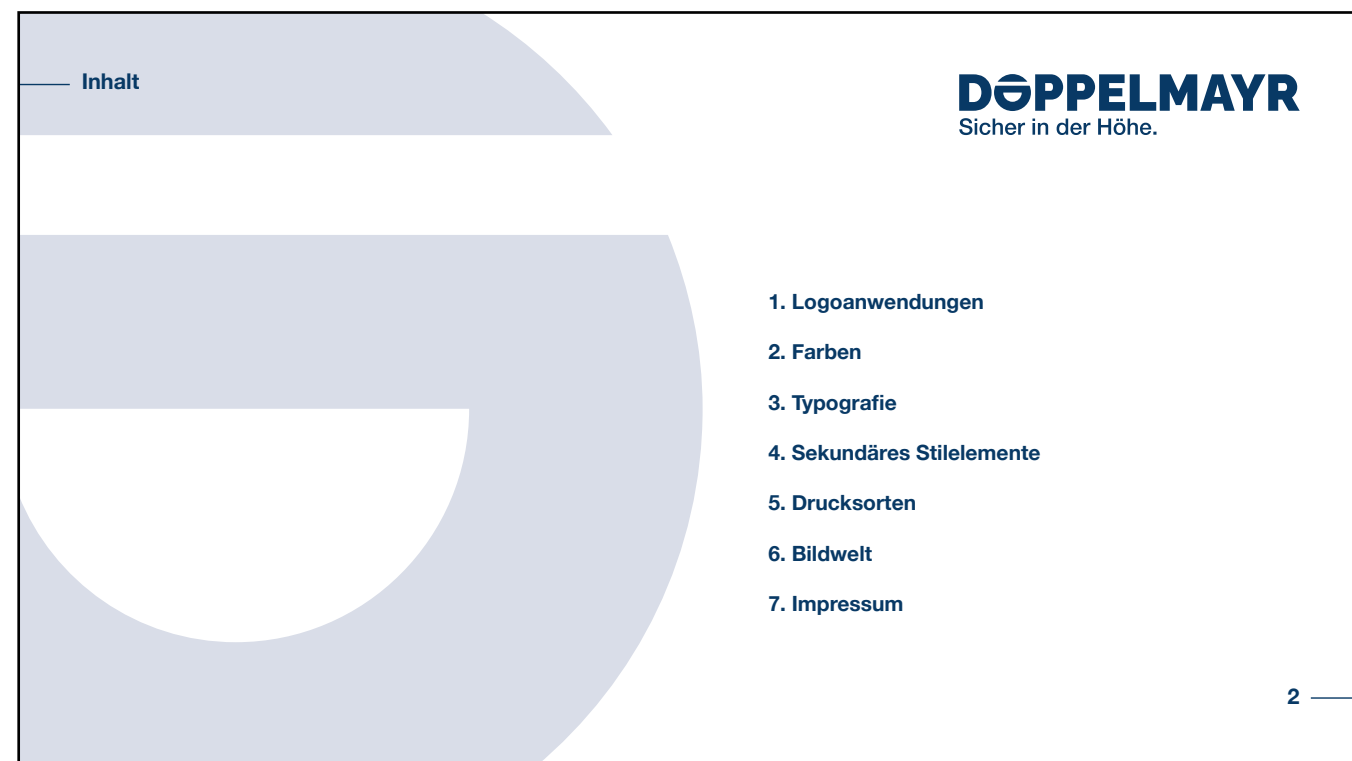 Inhalt
DOPPELMAYR
Sicher in der Höhe.
1. Logoanwendungen
2. Farben
3. Typografie
4. Sekundäres Stilelemente
5. Drucksorten
6. Bildwelt
7. Impressum
2